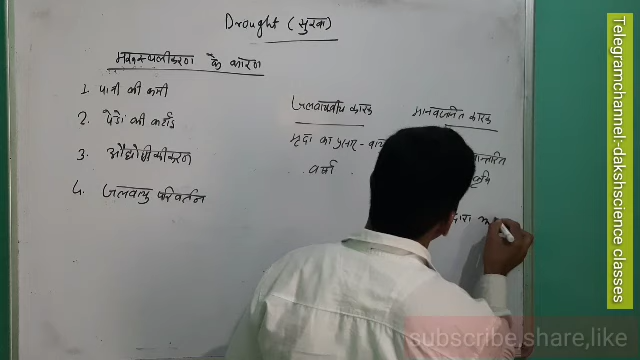 Drought (सुखा)
मरुस्थलीकरण के कारण
1. पानी की कमी
2. पेडों की कटाई
3. औद्योगिकीकरण
4. जलवायु परिवर्तन
जलवायवीय कारक
मृदा का प्रसार -
वर्षा
मानवजनित कारक
कृषि
द्वारा
subscribe,share,like
Telegramchannel:-dakshscience classes